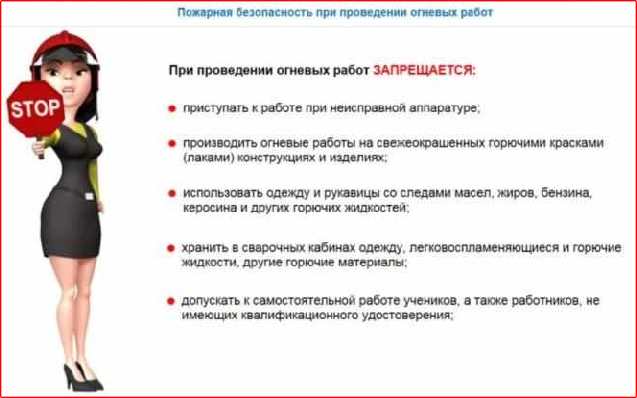 Пожарная безопасность при проведении огневых работ
При проведении огневых работ ЗАПРЕЩАЕТСЯ:
STOP
приступать к работе при неисправной аппаратуре;
производить огневые работы на свежеокрашенных горючими красками
(лаками) конструкциях и изделиях;
использовать одежду и рукавицы со следами масел, жиров, бензина,
керосина и других горючих жидкостей;
хранить в сварочных кабинах одежду, легковоспламеняющиеся и горючие
жидкости, другие горючие материалы;
допускать к самостоятельной работе учеников, а также работников, не
имеющих квалификационного удостоверения;